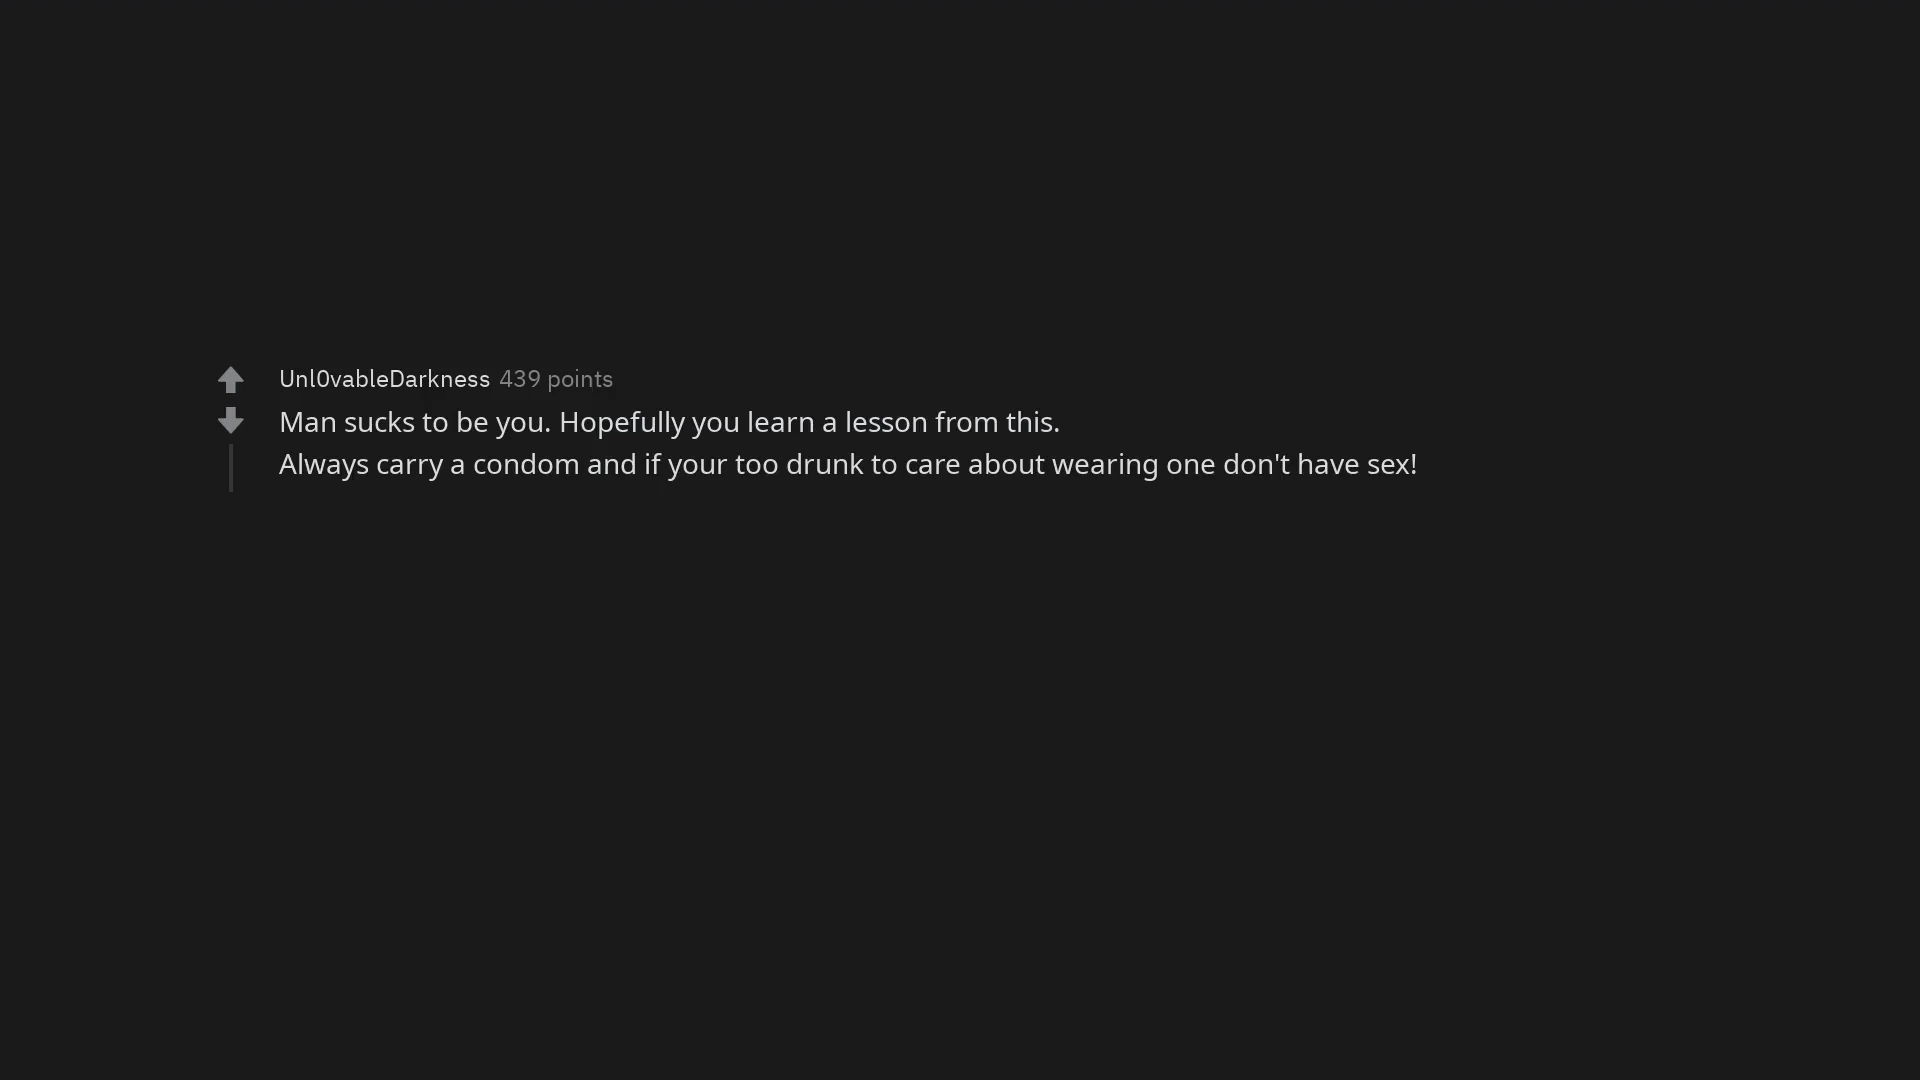 Unl0vableDarkness 439 points
Man sucks to be you. Hopefully you learn a lesson from this.
Always carry a condom and if your too drunk to care about wearing one don't have sex!